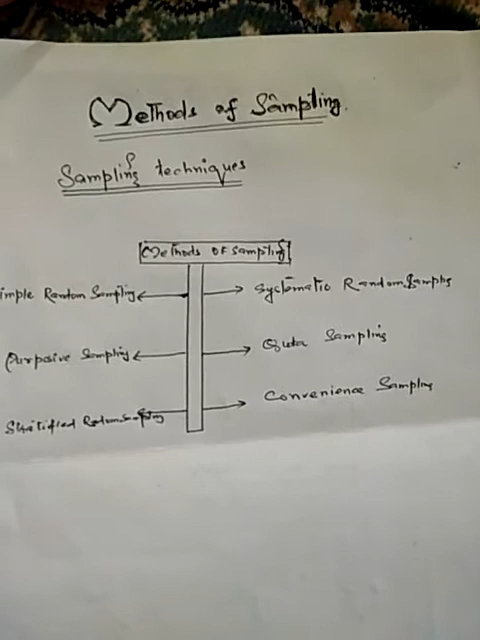 Methods of Sampling.
Sampling techniques
Methods of Sampling
imple Random Sampling
Systematic Random Sampling
Purposive Sampling
Quota Sampling
Stratified Random Sampling
Convenience Sampling